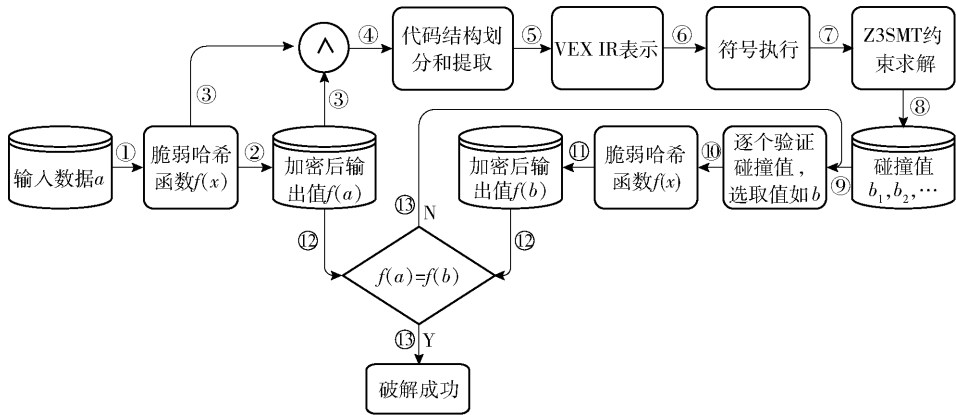 ∧
④
代码结构划
分和提取
⑤
VEX IR表示
⑥
符号执行
⑦
Z3SMT约
束求解
③
③
⑧
输入数据a
①
脆弱哈希
函数f(x)
②
加密后输
出值f(a)
加密后输
出值f(b)
⑪
脆弱哈希
函数f(x)
⑩
逐个验证
碰撞值，
选取值如b
⑨
碰撞值
b₁,b₂,…
⑫
⑬ N
⑫
f(a)=f(b)
⑬ Y
破解成功